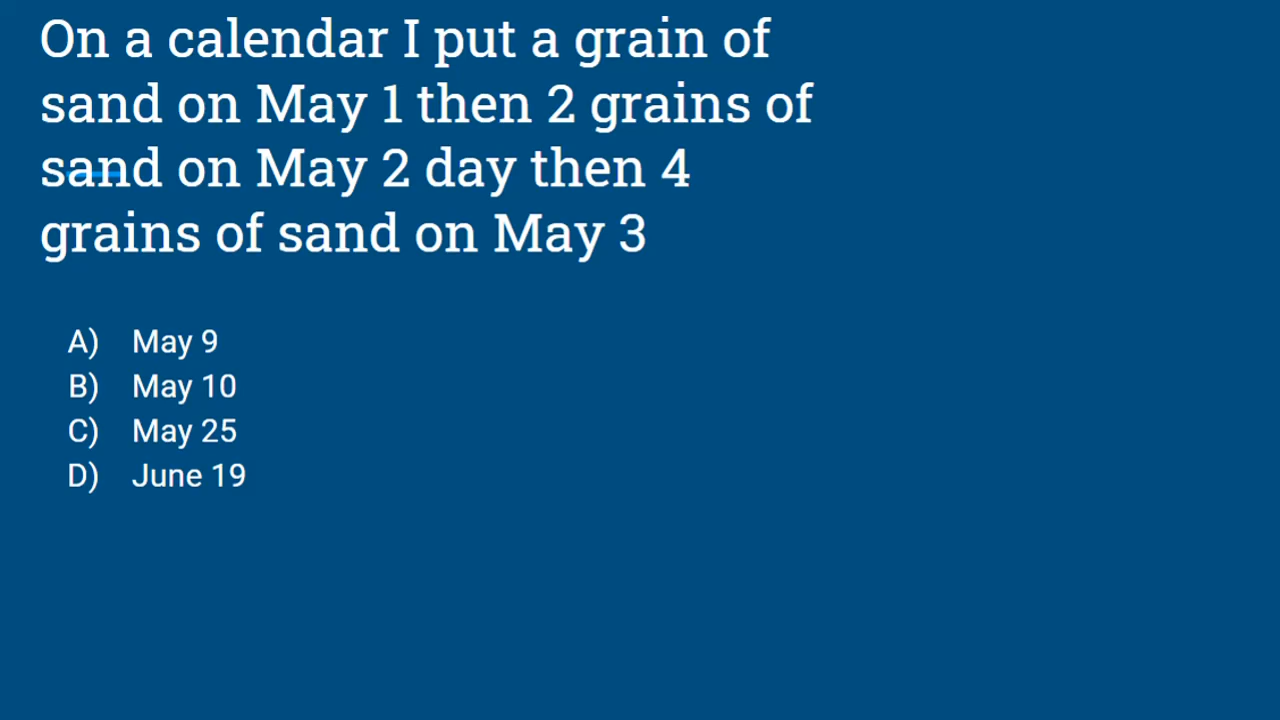 On a calendar I put a grain of
sand on May 1 then 2 grains of
sand on May 2 day then 4
grains of sand on May 3
A) May 9
B) May 10
C) May 25
D) June 19